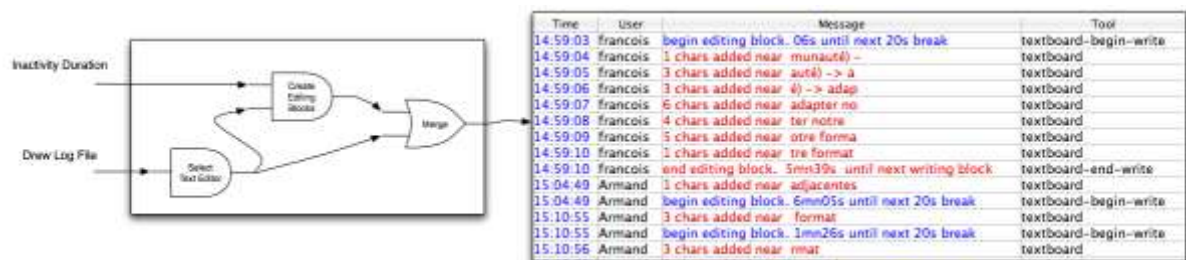 Inactivity Duration
Drew Log File
Create
Editing
Blocks
Select
Text Editor
Merge
Time User Message Tool
14:59:03 francois begin editing block. 06s until next 20s break textboard-begin-write
14:59:04 francois 1 chars added near munauté) - textboard
14:59:05 francois 3 chars added near auté) -> a textboard
14:59:06 francois 3 chars added near é) -> adap textboard
14:59:07 francois 6 chars added near adapter no textboard
14:59:08 francois 4 chars added near ter notre textboard
14:59:09 francois 5 chars added near otre forma textboard
14:59:10 francois 1 chars added near tre format textboard
14:59:10 francois end editing block. 5mn39s until next writing block textboard-end-write
15:04:49 Armand 1 chars added near adjacentes textboard
15:04:49 Armand begin editing block. 6mn05s until next 20s break textboard-begin-write
15:10:55 Armand 3 chars added near format textboard
15:10:55 Armand begin editing block. 1mn26s until next 20s break textboard-begin-write
15:10:56 Armand 3 chars added near rmat textboard